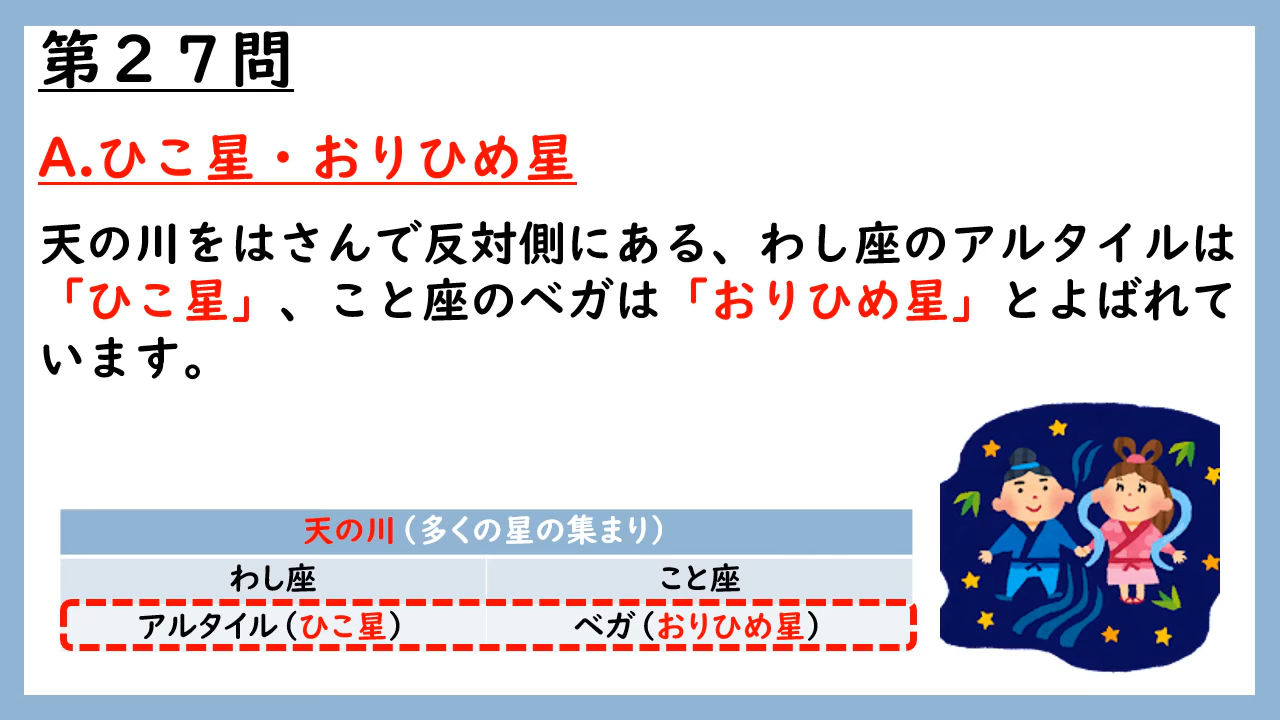 第２７問
A.ひこ星・おりひめ星
天の川をはさんで反対側にある、わし座のアルタイルは
「ひこ星」、こと座のベガは「おりひめ星」とよばれて
います。
天の川（多くの星の集まり）
わし座 こと座
アルタイル（ひこ星） ベガ（おりひめ星）